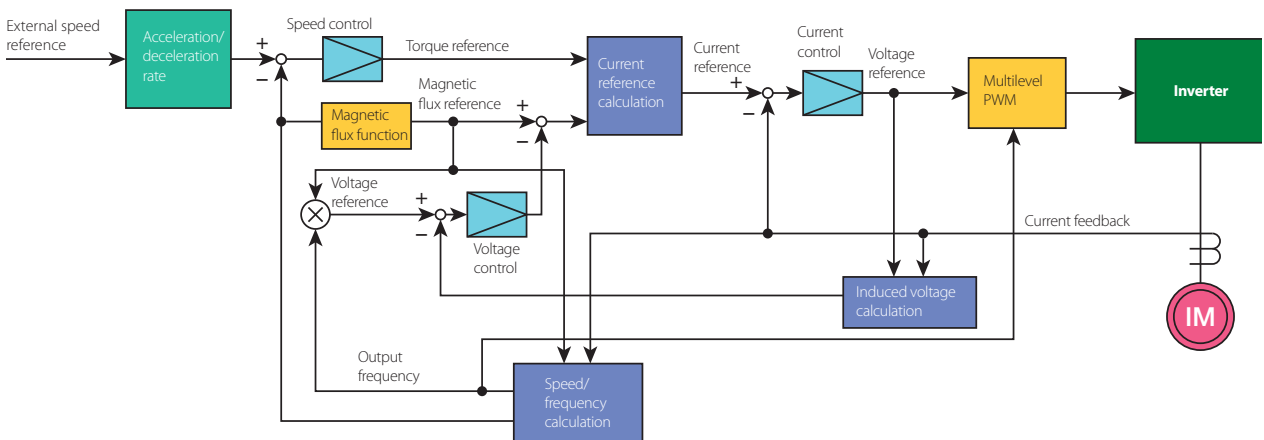 External speed
reference
Acceleration/
deceleration
rate
+
−
Speed control
Torque reference
Magnetic
flux reference
Magnetic
flux function
+
−
Current
reference
calculation
Current
reference
+
−
Current
control
Voltage
reference
Multilevel
PWM
Inverter
Voltage
reference
+
−
Voltage
control
Current feedback
Induced voltage
calculation
IM
Output
frequency
Speed/
frequency
calculation